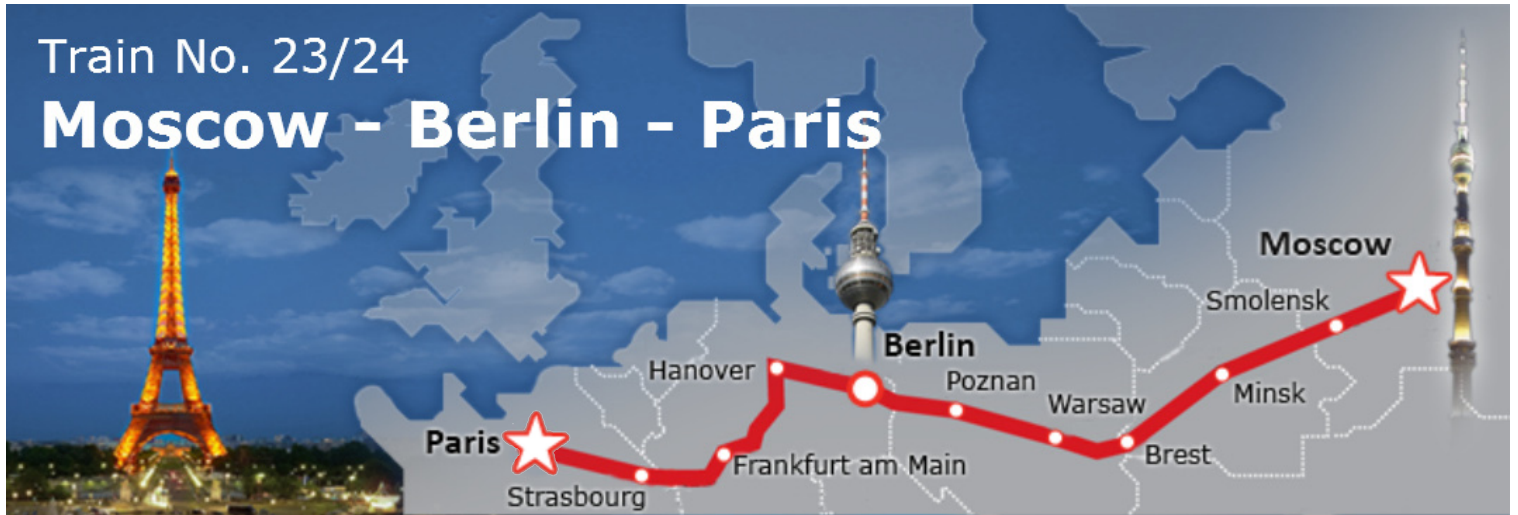 Train No. 23/24
Moscow - Berlin - Paris
Moscow
Smolensk
Berlin
Hanover
Poznan
Minsk
Warsaw
Paris
Brest
Frankfurt am Main
Strasbourg